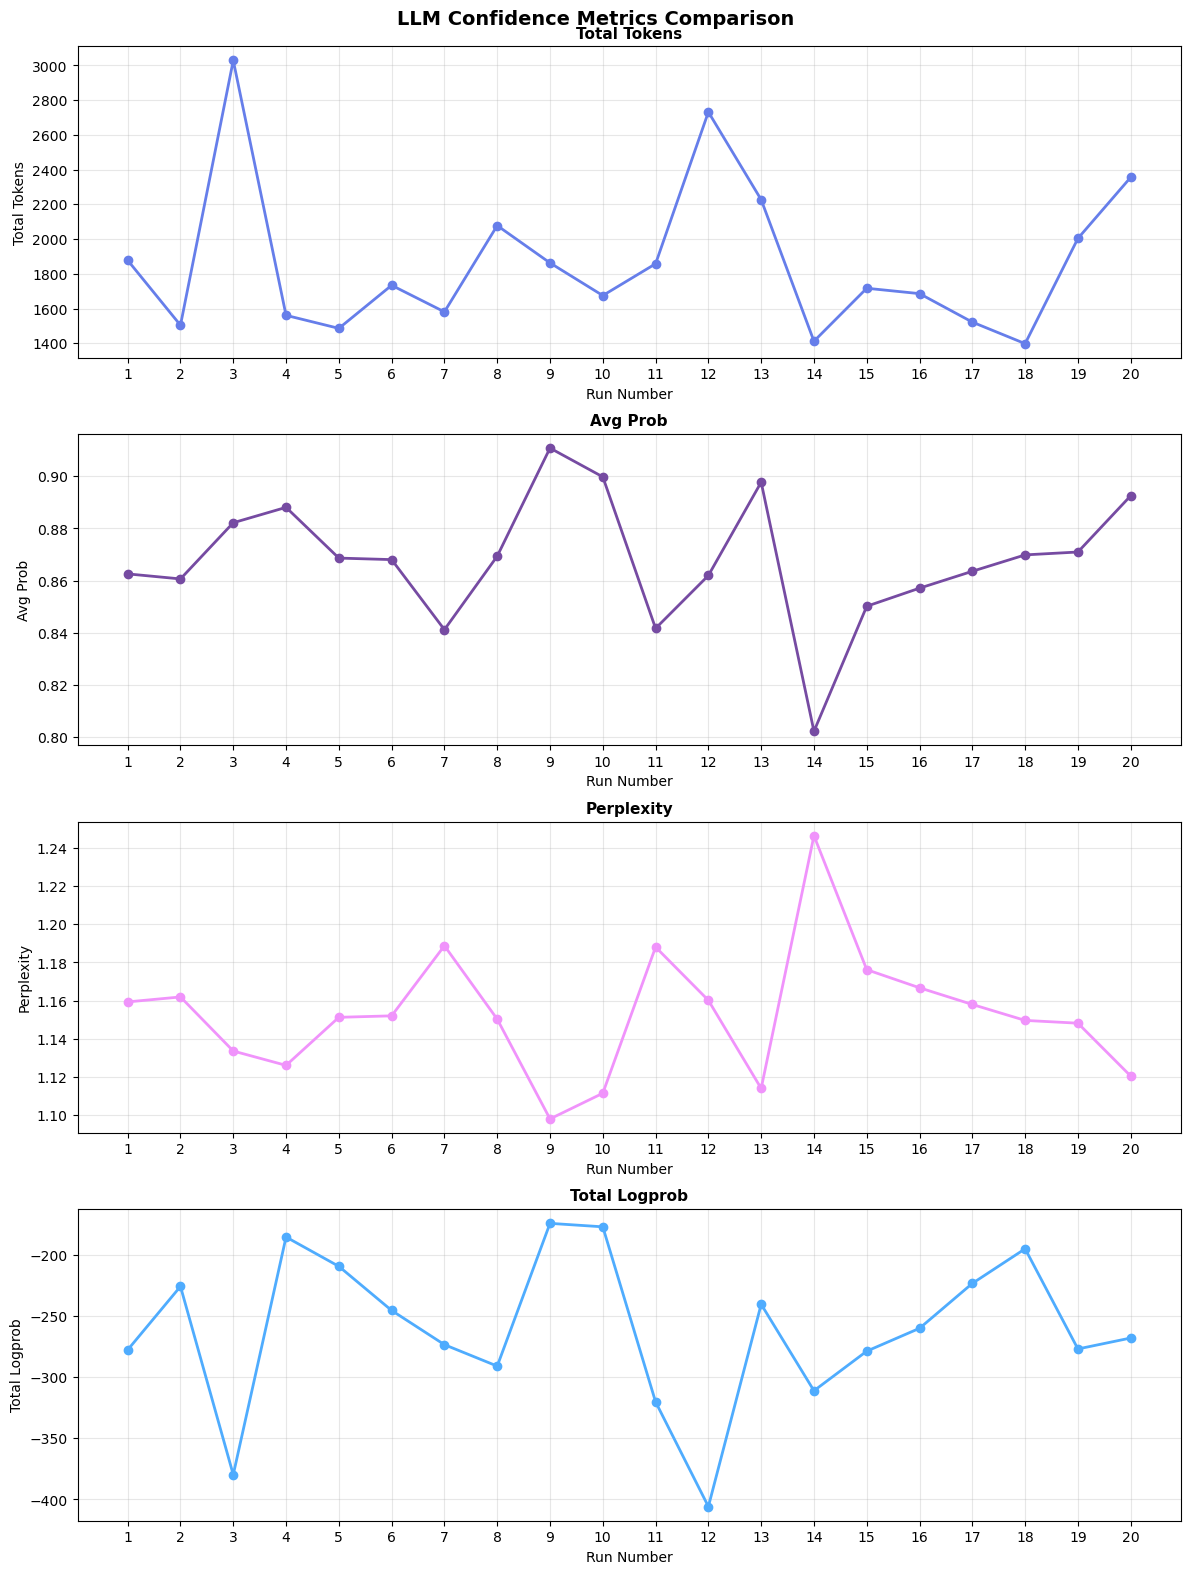 LLM Confidence Metrics Comparison
Total Tokens
3000
2800
2600
2400
2200
2000
1800
1600
1400
Total Tokens
1 2 3 4 5 6 7 8 9 10 11 12 13 14 15 16 17 18 19 20
Run Number
Avg Prob
0.90
0.88
0.86
0.84
0.82
0.80
Avg Prob
1 2 3 4 5 6 7 8 9 10 11 12 13 14 15 16 17 18 19 20
Run Number
Perplexity
1.24
1.22
1.20
1.18
1.16
1.14
1.12
1.10
Perplexity
1 2 3 4 5 6 7 8 9 10 11 12 13 14 15 16 17 18 19 20
Run Number
Total Logprob
−200
−250
−300
−350
−400
Total Logprob
1 2 3 4 5 6 7 8 9 10 11 12 13 14 15 16 17 18 19 20
Run Number